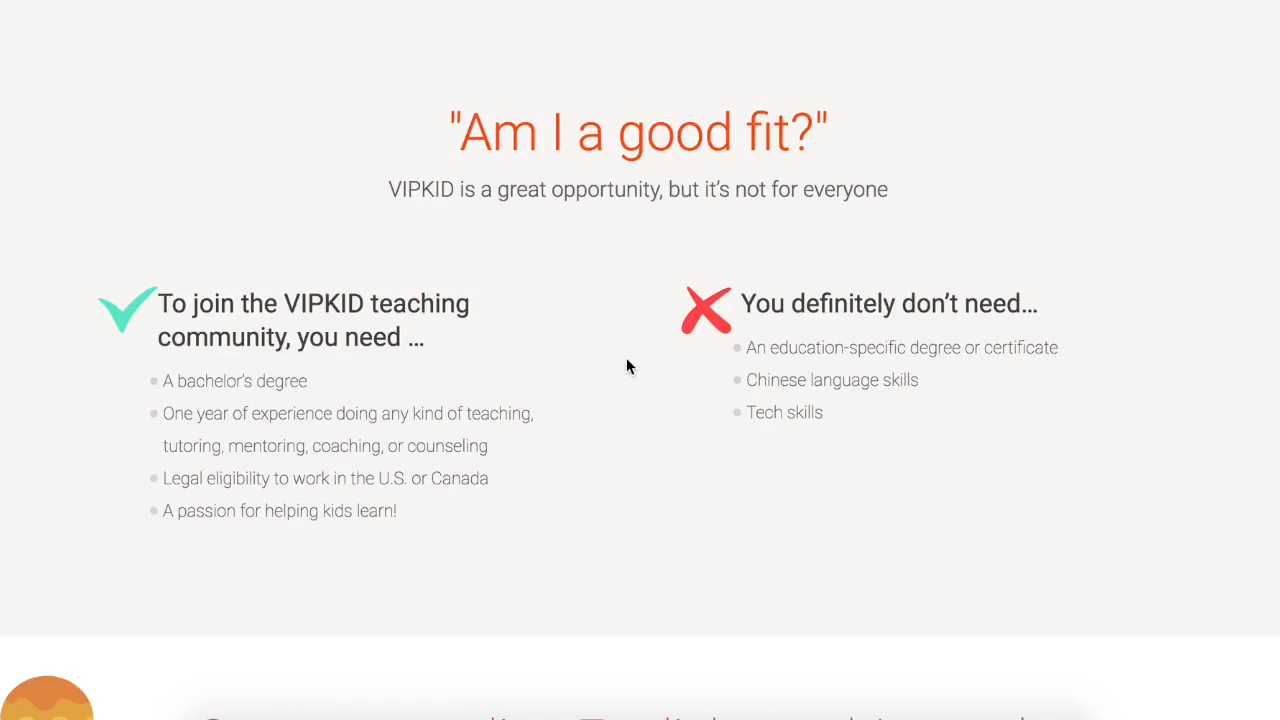 "Am I a good fit?"
VIPKID is a great opportunity, but it's not for everyone
To join the VIPKID teaching
community, you need ...
A bachelor's degree
One year of experience doing any kind of teaching,
tutoring, mentoring, coaching, or counseling
Legal eligibility to work in the U.S. or Canada
A passion for helping kids learn!
You definitely don't need...
An education-specific degree or certificate
Chinese language skills
Tech skills